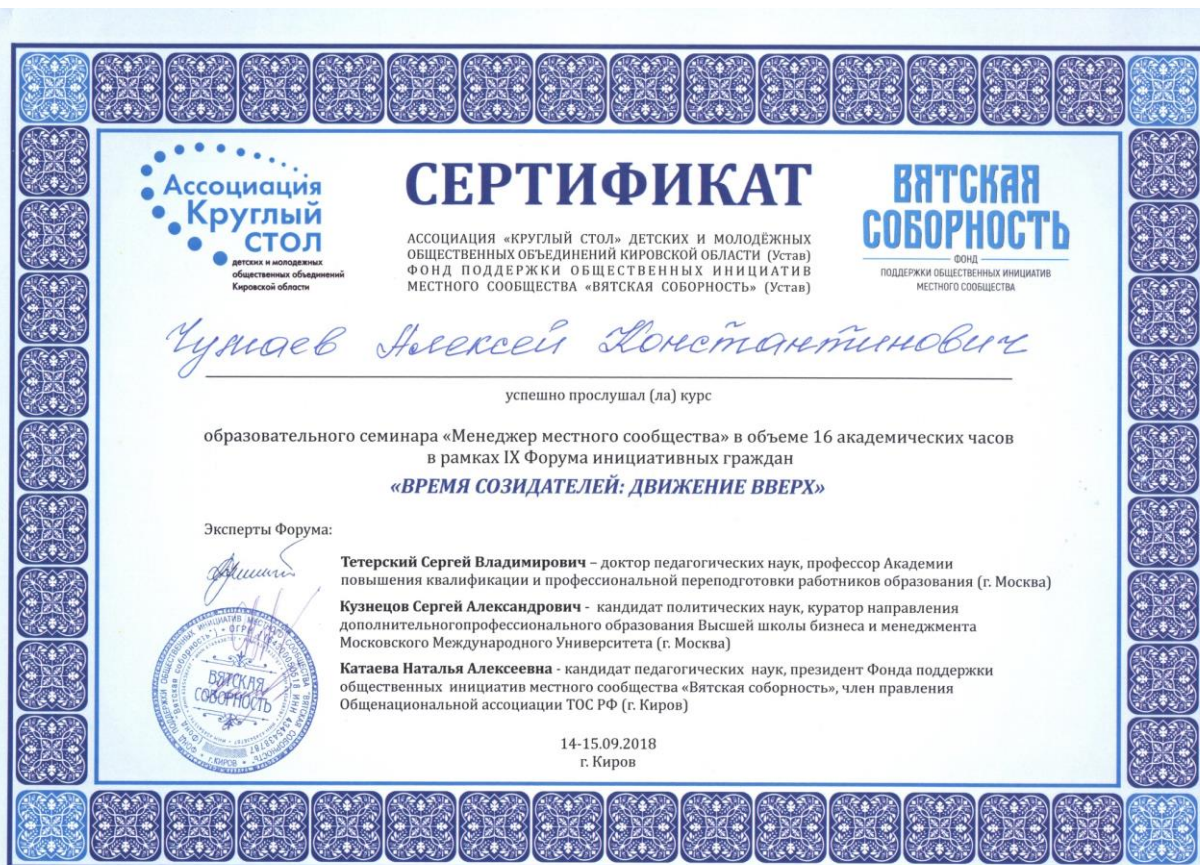 Ассоциация
Круглый
стол
детских и молодежных
общественных объединений
Кировской области
СЕРТИФИКАТ
АССОЦИАЦИЯ «КРУГЛЫЙ СТОЛ» ДЕТСКИХ И МОЛОДЁЖНЫХ
ОБЩЕСТВЕННЫХ ОБЪЕДИНЕНИЙ КИРОВСКОЙ ОБЛАСТИ (Устав)
ФОНД ПОДДЕРЖКИ ОБЩЕСТВЕННЫХ ИНИЦИАТИВ
МЕСТНОГО СООБЩЕСТВА «ВЯТСКАЯ СОБОРНОСТЬ» (Устав)
ВЯТСКАЯ
СОБОРНОСТЬ
ФОНД
ПОДДЕРЖКИ ОБЩЕСТВЕННЫХ ИНИЦИАТИВ
МЕСТНОГО СООБЩЕСТВА
Алексей Константинович
успешно прослушал (ла) курс
образовательного семинара «Менеджер местного сообщества» в объеме 16 академических часов
в рамках IX Форума инициативных граждан
«ВРЕМЯ СОЗИДАТЕЛЕЙ: ДВИЖЕНИЕ ВВЕРХ»
Эксперты Форума:
Тетерский Сергей Владимирович – доктор педагогических наук, профессор Академии
повышения квалификации и профессиональной переподготовки работников образования (г. Москва)
Кузнецов Сергей Александрович - кандидат политических наук, куратор направления
дополнительногопрофессионального образования Высшей школы бизнеса и менеджмента
Московского Международного Университета (г. Москва)
Катаева Наталья Алексеевна - кандидат педагогических наук, президент Фонда поддержки
общественных инициатив местного сообщества «Вятская соборность», член правления
Общенациональной ассоциации ТОС РФ (г. Киров)
ВЯТСКАЯ
СОБОРНОСТЬ
14-15.09.2018
г. Киров